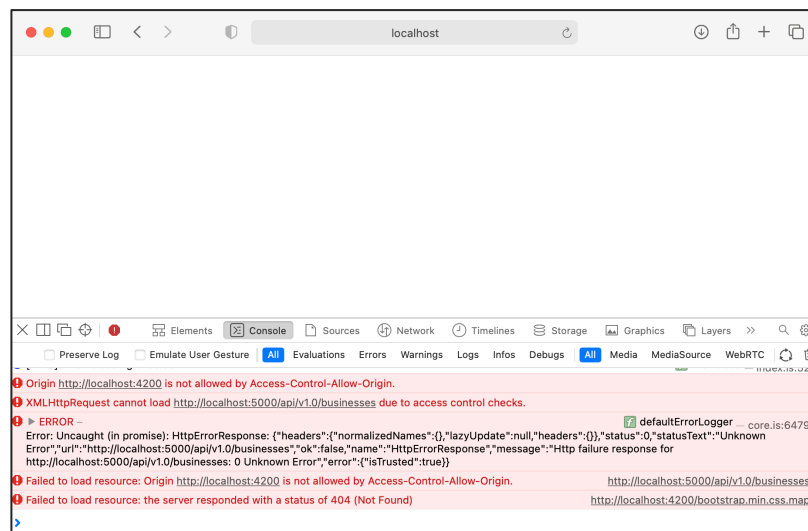 localhost
Elements Console Sources Network Timelines Storage Graphics Layers
Preserve Log Emulate User Gesture All Evaluations Errors Warnings Logs Infos Debugs All Media MediaSource WebRTC
Origin http://localhost:4200 is not allowed by Access-Control-Allow-Origin.
XMLHttpRequest cannot load http://localhost:5000/api/v1.0/businesses due to access control checks.
ERROR – f defaultErrorLogger — core.js:6479
Error: Uncaught (in promise): HttpErrorResponse: {"headers":{"normalizedNames":{},"lazyUpdate":null,"headers":{}},"status":0,"statusText":"Unknown
Error","url":"http://localhost:5000/api/v1.0/businesses","ok":false,"name":"HttpErrorResponse","message":"Http failure response for
http://localhost:5000/api/v1.0/businesses: 0 Unknown Error","error":{"isTrusted":true}}
Failed to load resource: Origin http://localhost:4200 is not allowed by Access-Control-Allow-Origin. http://localhost:5000/api/v1.0/businesses
Failed to load resource: the server responded with a status of 404 (Not Found) http://localhost:4200/bootstrap.min.css.map